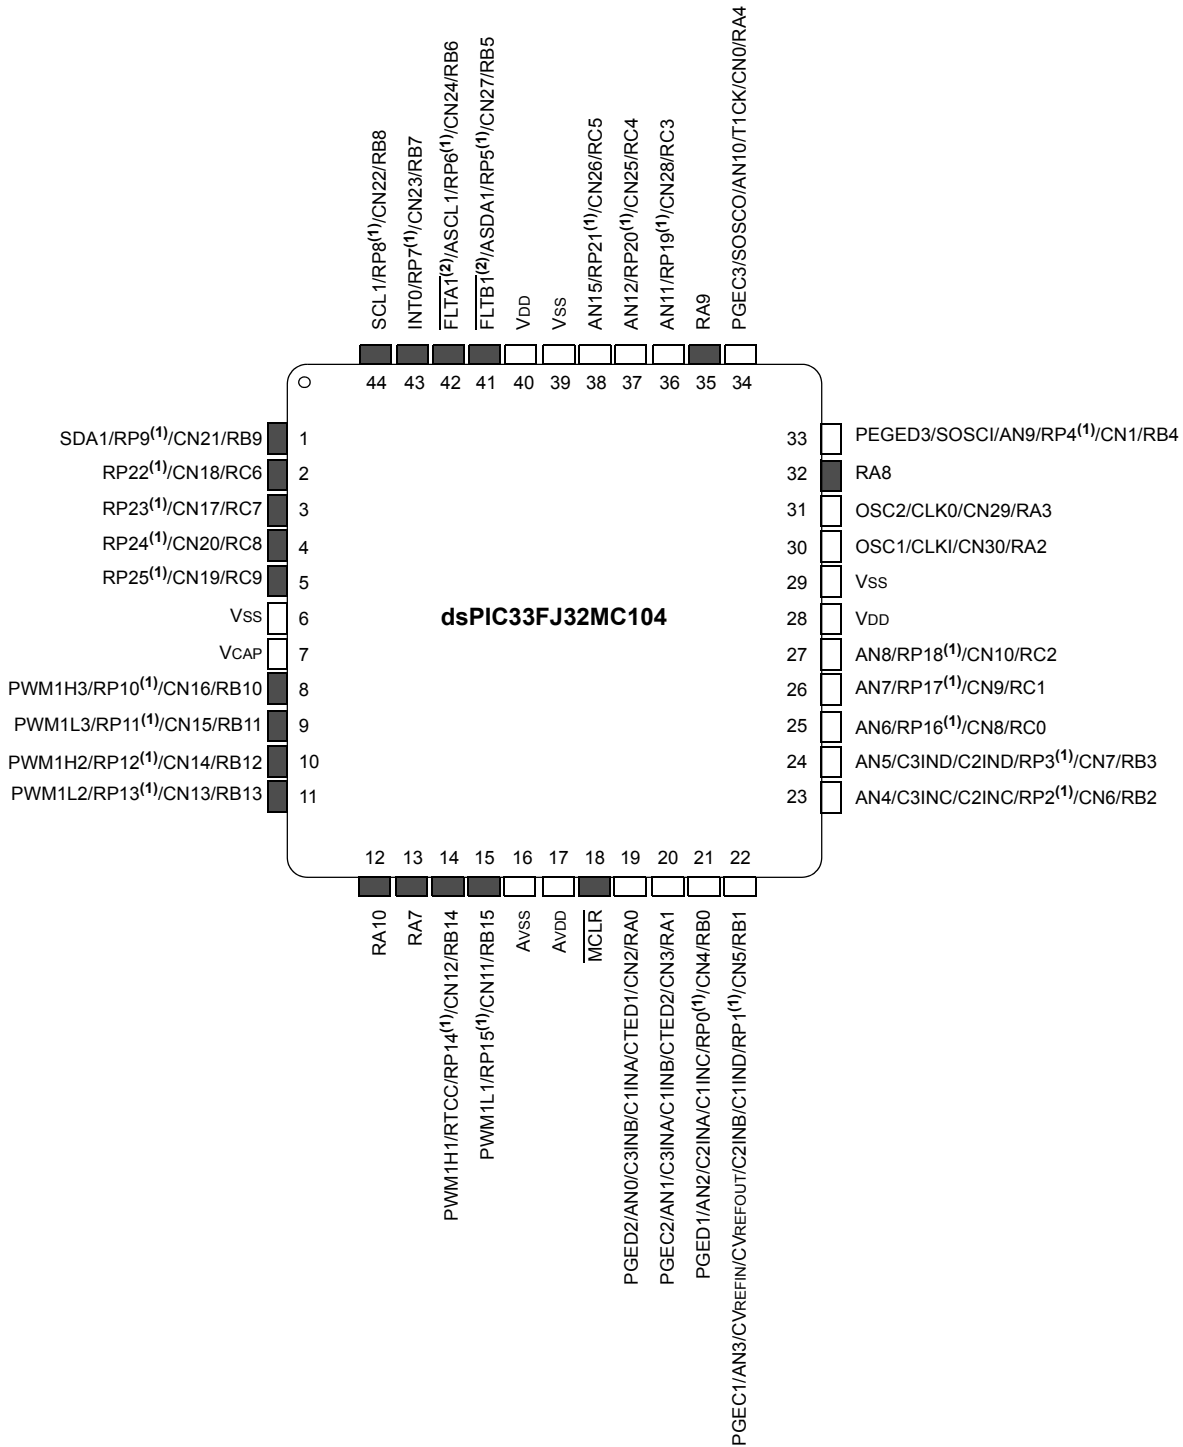 SCL1/RP8(1)/CN22/RB8
INT0/RP7(1)/CN23/RB7
FLTA1(2)/ASCL1/RP6(1)/CN24/RB6
FLTB1(2)/ASDA1/RP5(1)/CN27/RB5
VDD
VSS
AN15/RP21(1)/CN26/RC5
AN12/RP20(1)/CN25/RC4
AN11/RP19(1)/CN28/RC3
RA9
PGEC3/SOSCO/AN10/T1CK/CN0/RA4
44 43 42 41 40 39 38 37 36 35 34
SDA1/RP9(1)/CN21/RB9 1
RP22(1)/CN18/RC6 2
RP23(1)/CN17/RC7 3
RP24(1)/CN20/RC8 4
RP25(1)/CN19/RC9 5
VSS 6
VCAP 7
PWM1H3/RP10(1)/CN16/RB10 8
PWM1L3/RP11(1)/CN15/RB11 9
PWM1H2/RP12(1)/CN14/RB12 10
PWM1L2/RP13(1)/CN13/RB13 11
dsPIC33FJ32MC104
33 PEGED3/SOSCI/AN9/RP4(1)/CN1/RB4
32 RA8
31 OSC2/CLK0/CN29/RA3
30 OSC1/CLKI/CN30/RA2
29 VSS
28 VDD
27 AN8/RP18(1)/CN10/RC2
26 AN7/RP17(1)/CN9/RC1
25 AN6/RP16(1)/CN8/RC0
24 AN5/C3IND/C2IND/RP3(1)/CN7/RB3
23 AN4/C3INC/C2INC/RP2(1)/CN6/RB2
12 13 14 15 16 17 18 19 20 21 22
RA10
RA7
PWM1H1/RTCC/RP14(1)/CN12/RB14
PWM1L1/RP15(1)/CN11/RB15
AVSS
AVDD
MCLR
PGED2/AN0/C3INB/C1INA/CTED1/CN2/RA0
PGEC2/AN1/C3INA/C1INB/CTED2/CN3/RA1
PGED1/AN2/C2INA/C1INC/RP0(1)/CN4/RB0
PGEC1/AN3/CVREFIN/CVREFOUT/C2INB/C1IND/RP1(1)/CN5/RB1